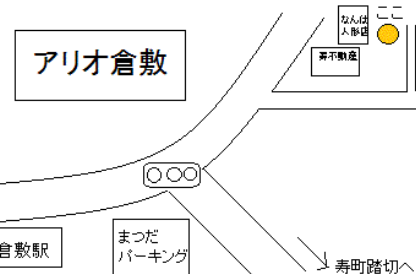 アリオ倉敷
なんば
人形店
ここ
寿不動産
倉敷駅
まつだ
パーキング
寿町踏切へ